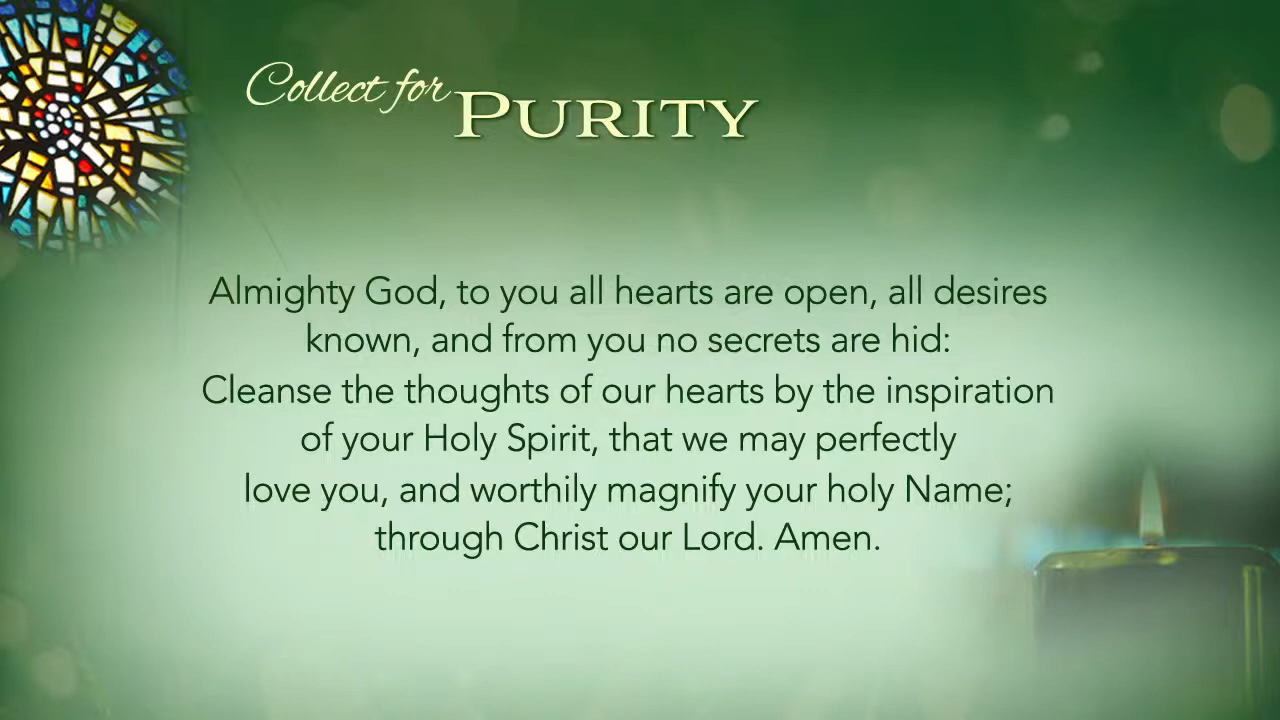 Collect for PURITY
Almighty God, to you all hearts are open, all desires
known, and from you no secrets are hid:
Cleanse the thoughts of our hearts by the inspiration
of your Holy Spirit, that we may perfectly
love you, and worthily magnify your holy Name;
through Christ our Lord. Amen.